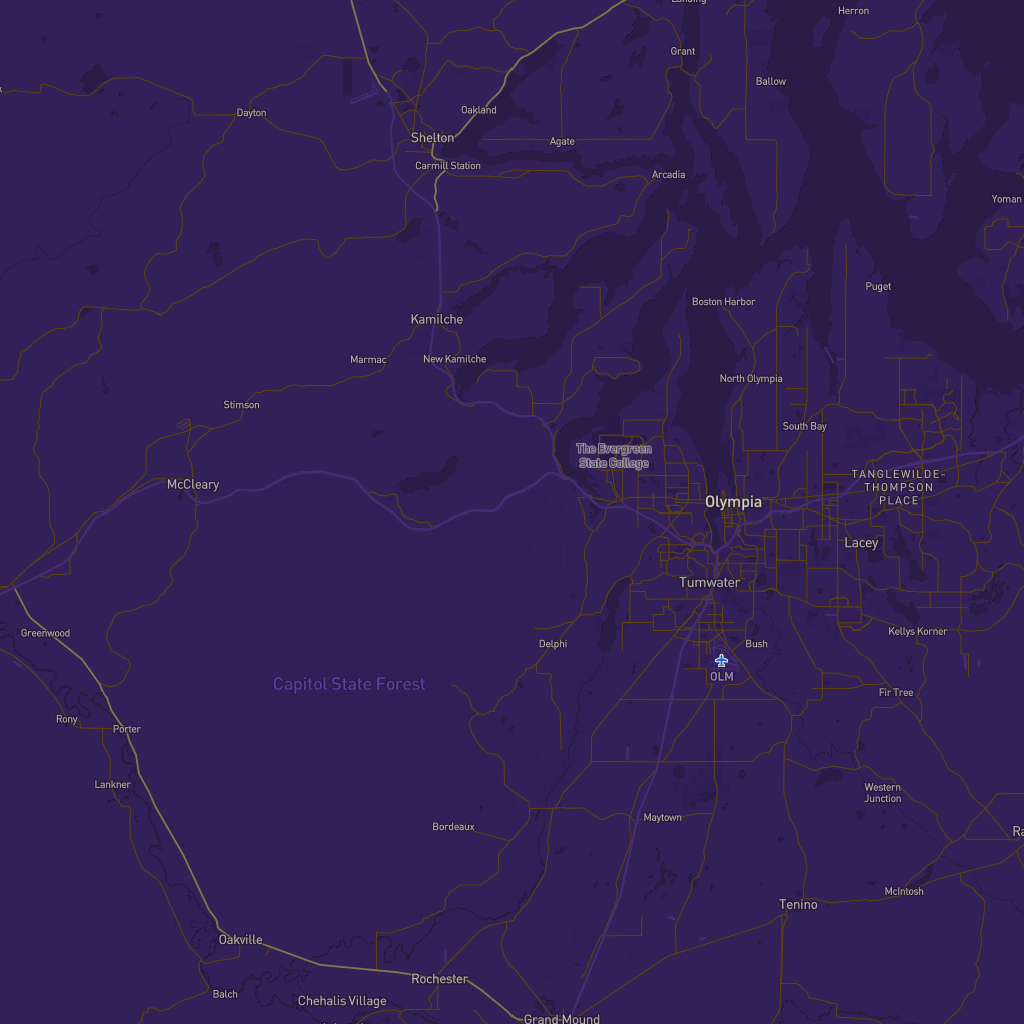 Herron
Grant
Ballow
Dayton
Oakland
Shelton
Agate
Carmill Station
Arcadia
Yoman
Puget
Boston Harbor
Kamilche
Marmac
New Kamilche
North Olympia
Stimson
South Bay
The Evergreen
State College
TANGLEWILDE-
THOMPSON
PLACE
McCleary
Olympia
Lacey
Tumwater
Greenwood
Delphi
Bush
Kellys Korner
OLM
Capitol State Forest
Fir Tree
Rony
Porter
Lankner
Western
Junction
Maytown
Bordeaux
McIntosh
Tenino
Oakville
Rochester
Balch
Chehalis Village
Grand Mound